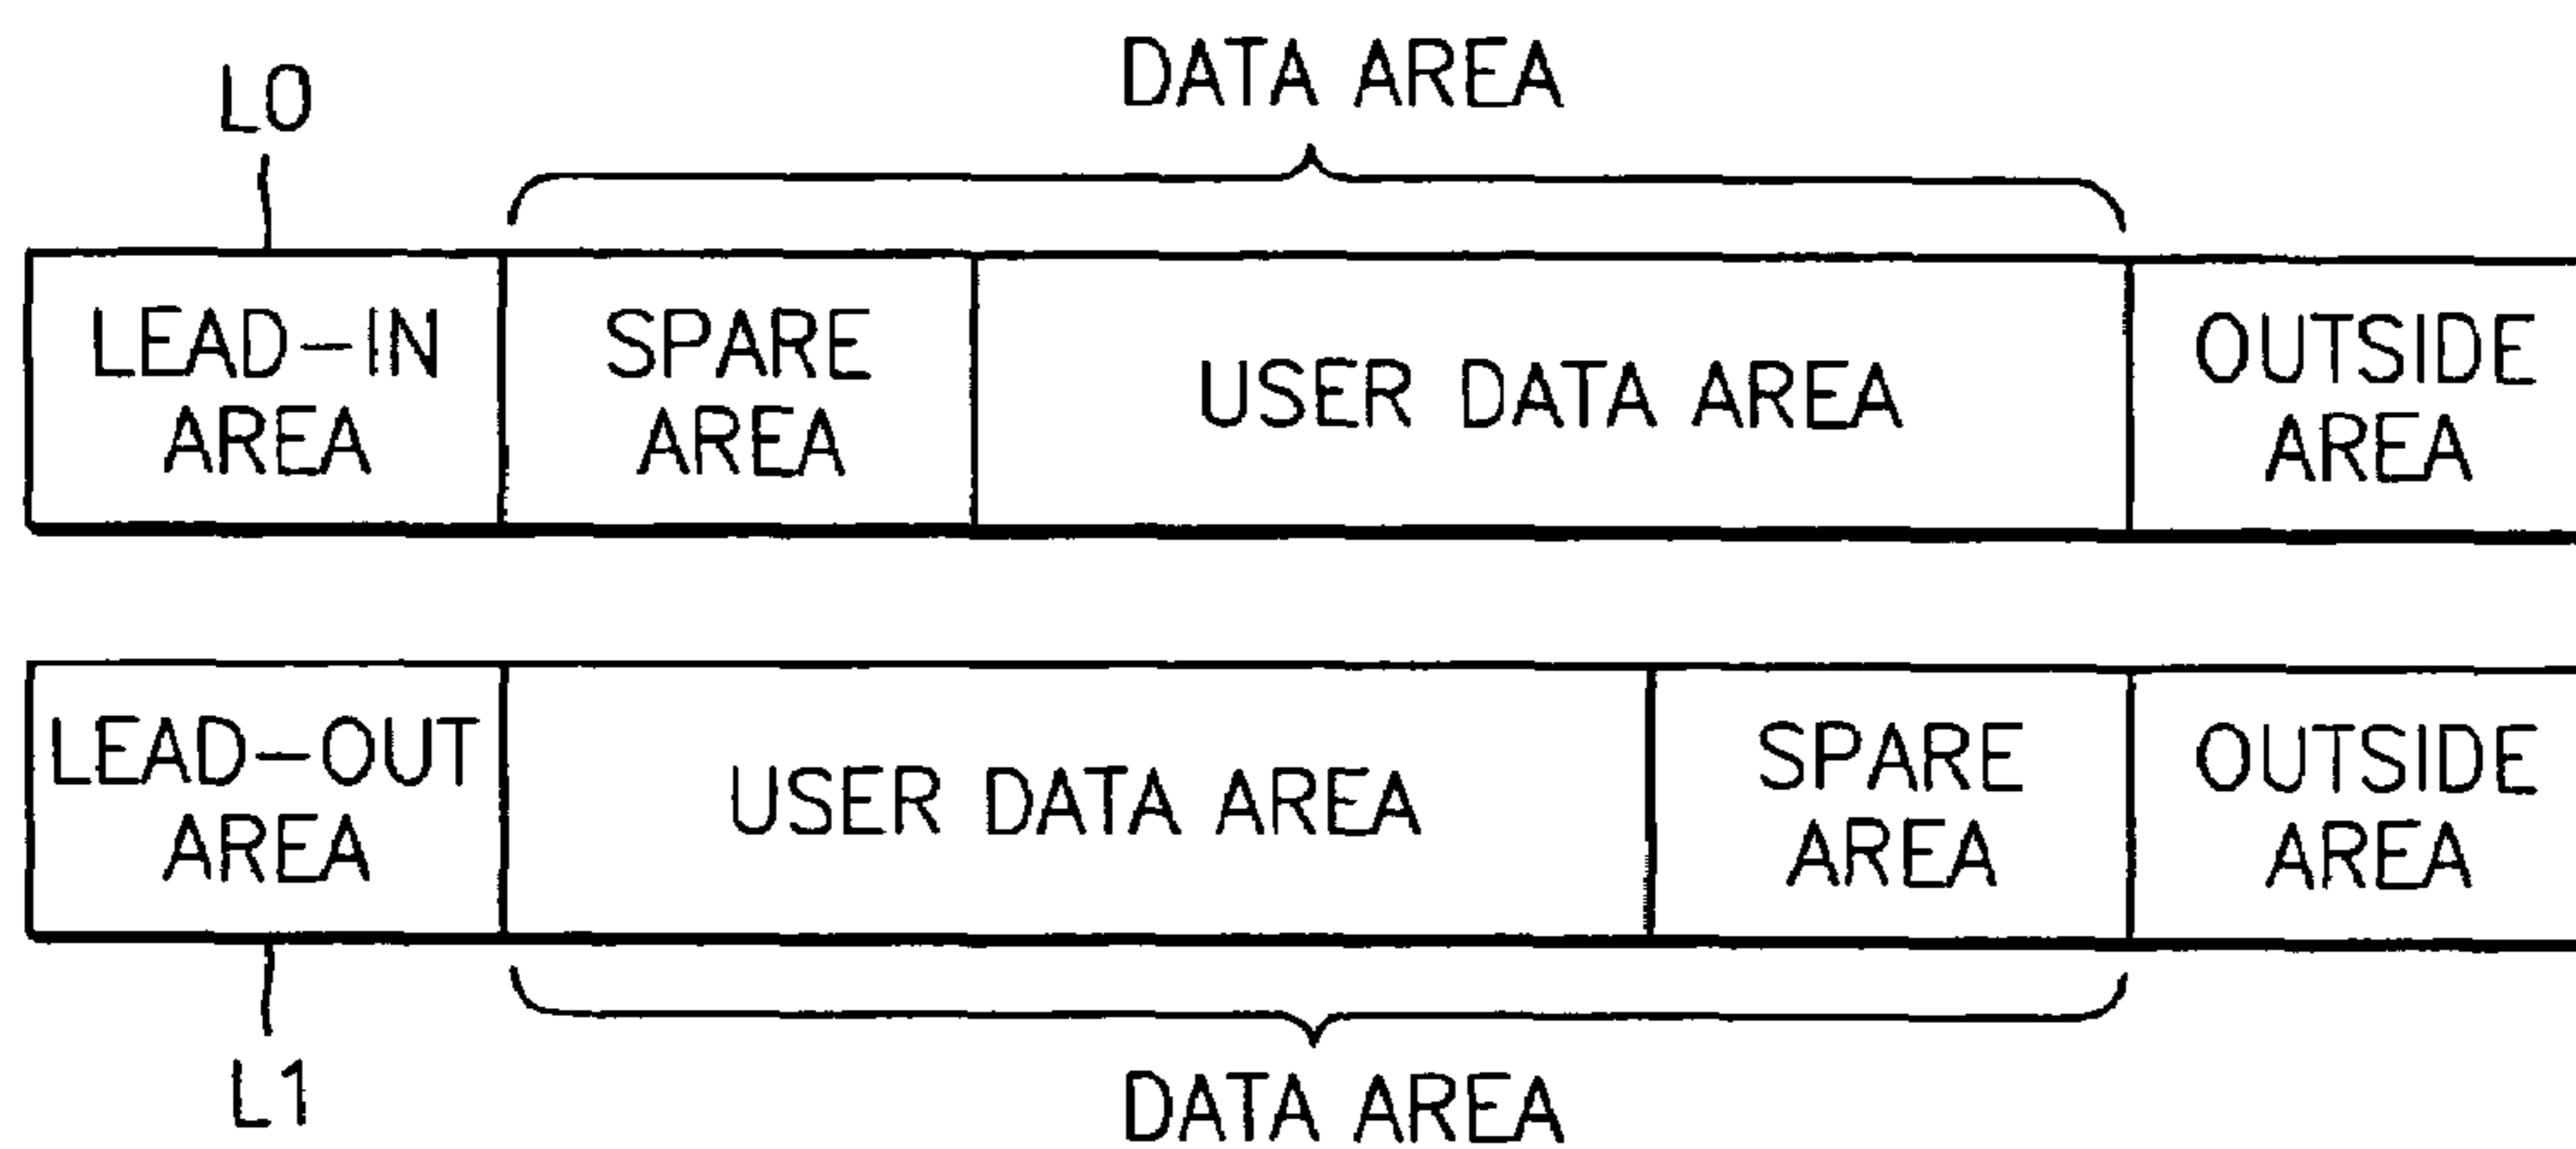 L0
DATA AREA
LEAD-IN
AREA
SPARE
AREA
USER DATA AREA
OUTSIDE
AREA
LEAD-OUT
AREA
USER DATA AREA
SPARE
AREA
OUTSIDE
AREA
L1
DATA AREA